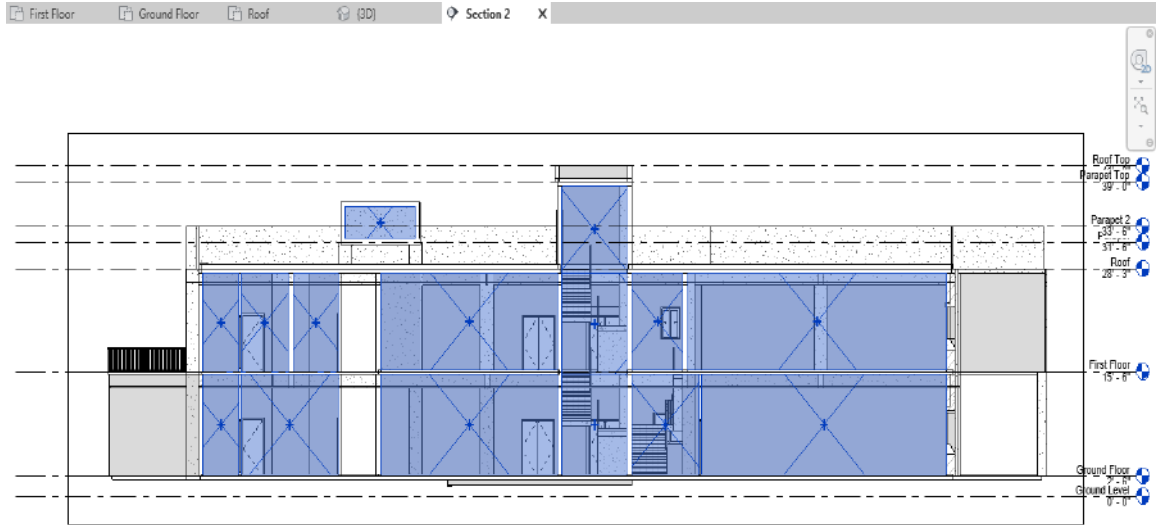 First Floor
Ground Floor
Roof
{3D}
Section 2
X
2D
Roof Top
Parapet Top
39' - 0"
Parapet 2
33' - 6"
31' - 6"
Roof
28' - 3"
First Floor
15' - 6"
Ground Floor
2' - 6"
Ground Level
0' - 0"